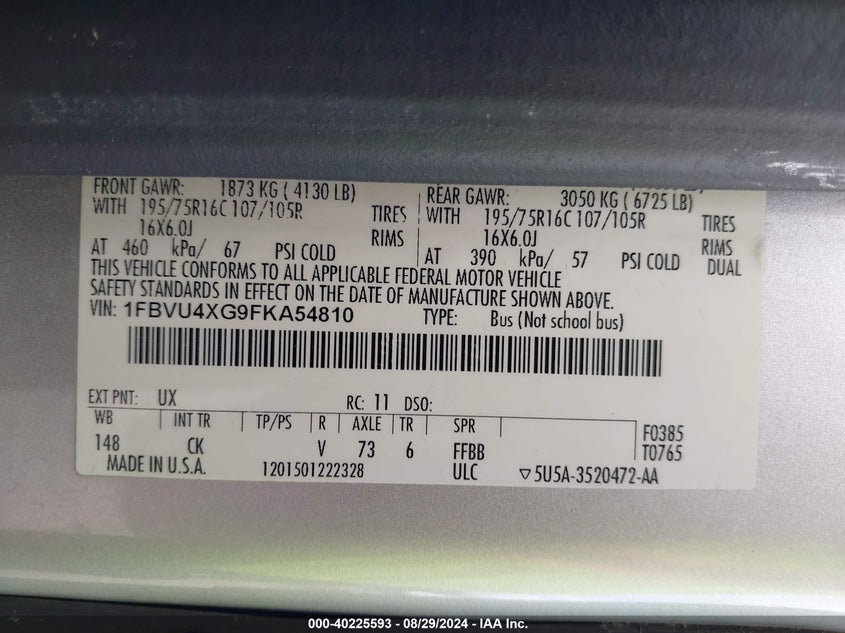 FRONT GAWR: 1873 KG ( 4130 LB)
WITH 195/75R16C 107/105R TIRES
16X6.0J RIMS
AT 460 kPa/ 67 PSI COLD
REAR GAWR: 3050 KG ( 6725 LB)
WITH 195/75R16C 107/105R TIRES
16X6.0J RIMS
AT 390 kPa/ 57 PSI COLD DUAL
THIS VEHICLE CONFORMS TO ALL APPLICABLE FEDERAL MOTOR VEHICLE
SAFETY STANDARDS IN EFFECT ON THE DATE OF MANUFACTURE SHOWN ABOVE.
VIN: 1FBVU4XG9FKA54810 TYPE: Bus (Not school bus)
EXT PNT: UX RC: 11 DSO:
WB INT TR TP/PS R AXLE TR SPR
148 CK V 73 6 FFBB
F0385
T0765
MADE IN U.S.A. 1201501222328 ULC ▽5U5A-3520472-AA
000-40225593 - 08/29/2024 - IAA Inc.